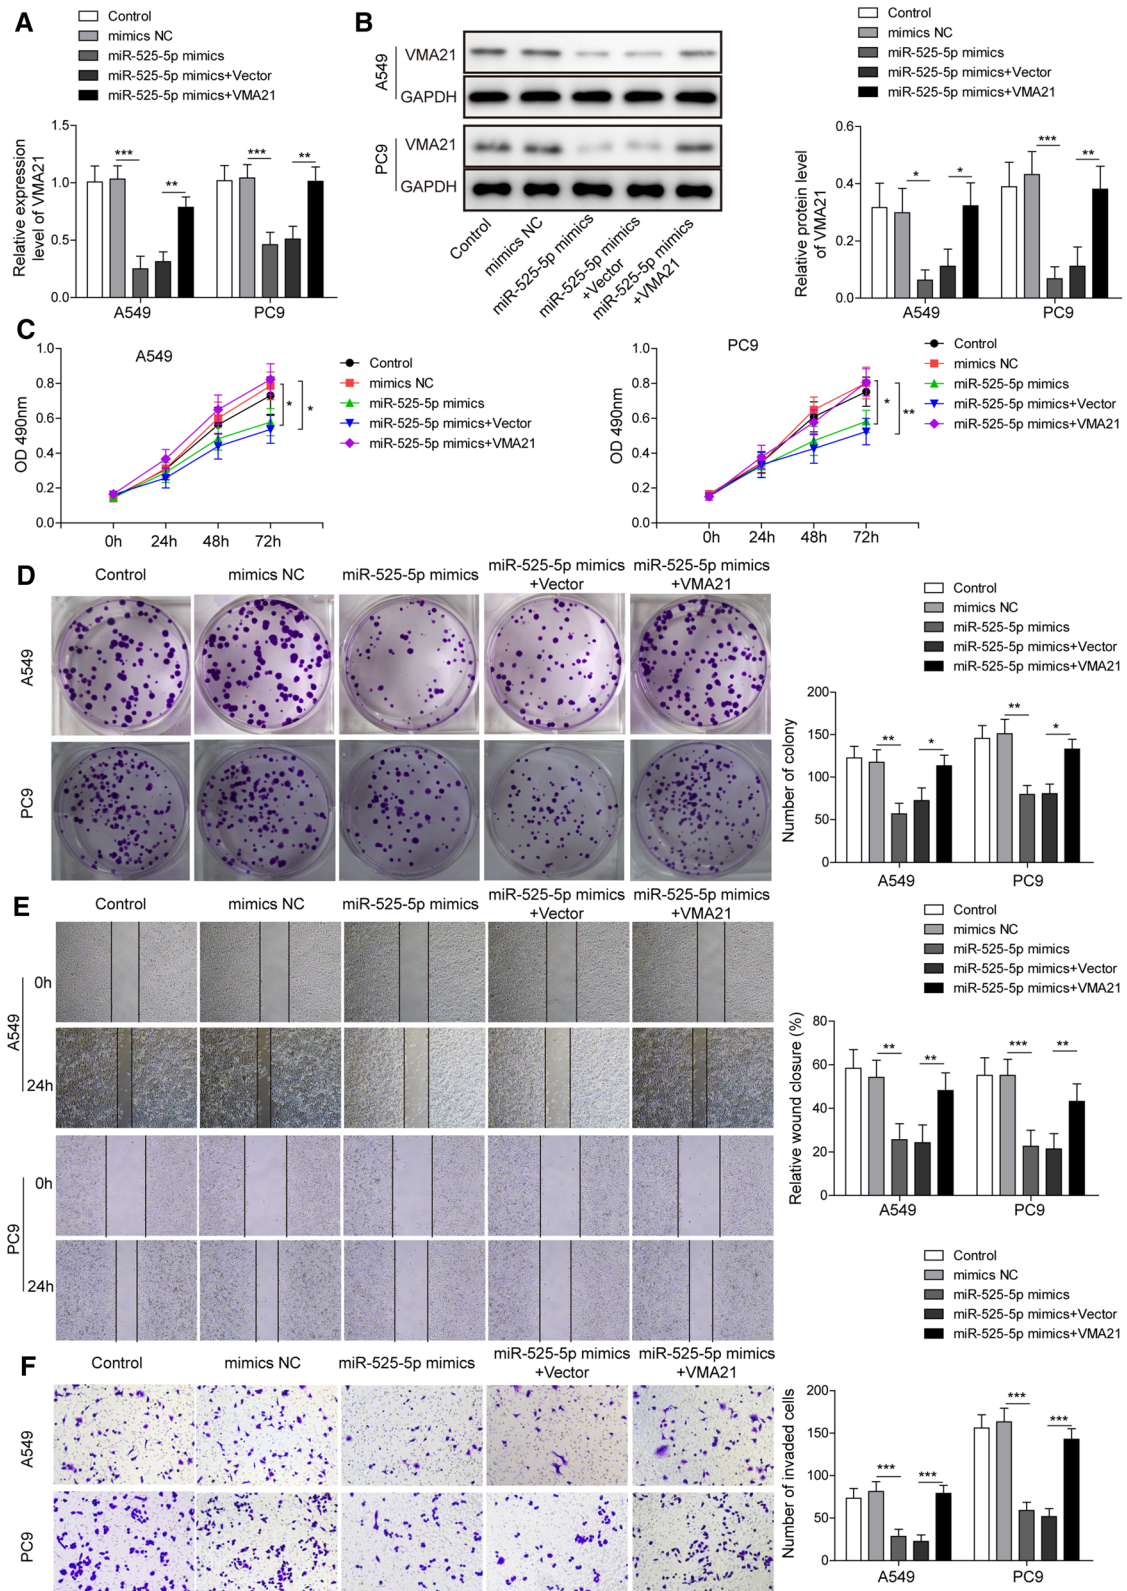 A
Control
mimics NC
miR-525-5p mimics
miR-525-5p mimics+Vector
miR-525-5p mimics+VMA21
Relative expression
level of VMA21
1.5
1.0
0.5
0.0
***
**
***
**
A549
PC9
B
A549
VMA21
GAPDH
PC9
VMA21
GAPDH
Control
mimics NC
miR-525-5p mimics
miR-525-5p mimics
+Vector
miR-525-5p mimics
+VMA21
Control
mimics NC
miR-525-5p mimics
miR-525-5p mimics+Vector
miR-525-5p mimics+VMA21
Relative protein level
of VMA21
0.6
0.4
0.2
0.0
*
*
***
**
A549
PC9
C
A549
OD 490nm
1.0
0.8
0.6
0.4
0.2
0.0
0h
24h
48h
72h
*
*
Control
mimics NC
miR-525-5p mimics
miR-525-5p mimics+Vector
miR-525-5p mimics+VMA21
PC9
OD 490nm
1.0
0.8
0.6
0.4
0.2
0.0
0h
24h
48h
72h
*
**
Control
mimics NC
miR-525-5p mimics
miR-525-5p mimics+Vector
miR-525-5p mimics+VMA21
D
Control
mimics NC
miR-525-5p mimics
miR-525-5p mimics
+Vector
miR-525-5p mimics
+VMA21
A549
PC9
Control
mimics NC
miR-525-5p mimics
miR-525-5p mimics+Vector
miR-525-5p mimics+VMA21
Number of colony
200
150
100
50
0
**
*
**
*
A549
PC9
E
Control
mimics NC
miR-525-5p mimics
miR-525-5p mimics
+Vector
miR-525-5p mimics
+VMA21
A549
0h
24h
PC9
0h
24h
Control
mimics NC
miR-525-5p mimics
miR-525-5p mimics+Vector
miR-525-5p mimics+VMA21
Relative wound closure (%)
80
60
40
20
0
**
**
***
**
A549
PC9
F
Control
mimics NC
miR-525-5p mimics
miR-525-5p mimics
+Vector
miR-525-5p mimics
+VMA21
A549
PC9
Control
mimics NC
miR-525-5p mimics
miR-525-5p mimics+Vector
miR-525-5p mimics+VMA21
Number of invaded cells
200
150
100
50
0
***
***
***
***
A549
PC9